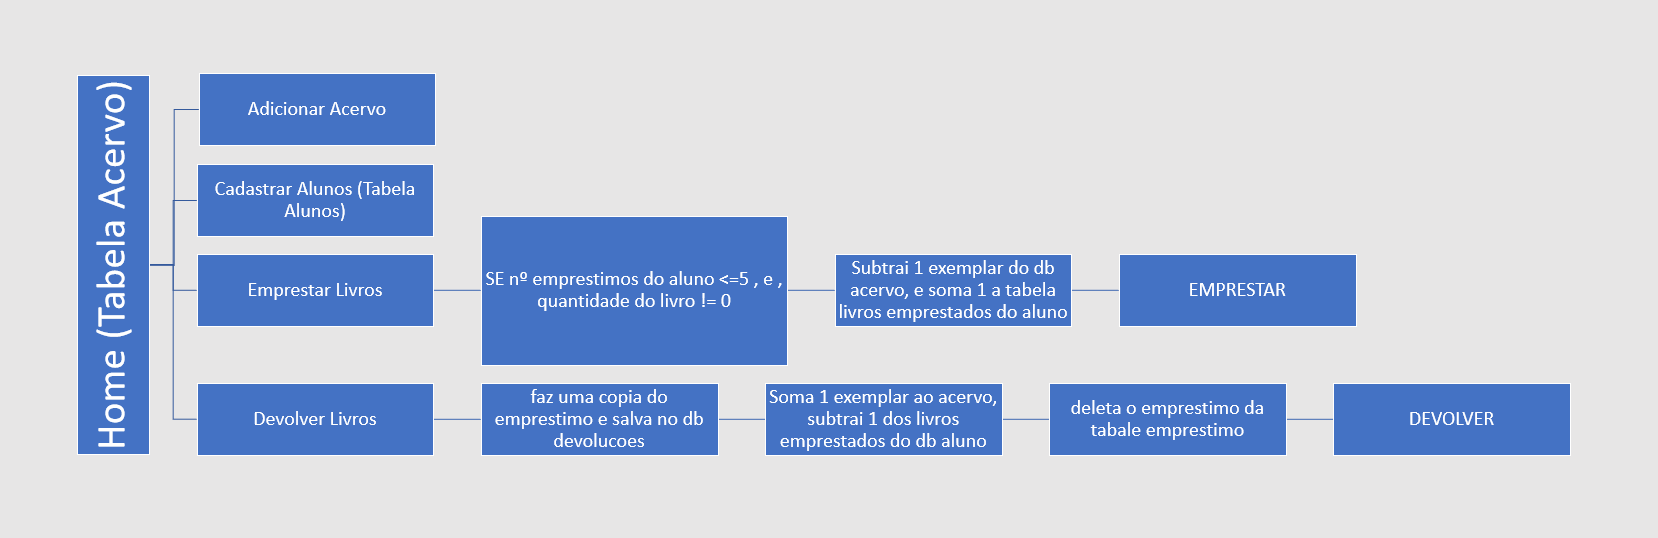 Home (Tabela Acervo)
Adicionar Acervo
Cadastrar Alunos (Tabela
Alunos)
Emprestar Livros
SE nº emprestimos do aluno <=5 , e ,
quantidade do livro != 0
Subtrai 1 exemplar do db
acervo, e soma 1 a tabela
livros emprestados do aluno
EMPRESTAR
Devolver Livros
faz uma copia do
emprestimo e salva no db
devolucoes
Soma 1 exemplar ao acervo,
subtrai 1 dos livros
emprestados do db aluno
deleta o emprestimo da
tabale emprestimo
DEVOLVER